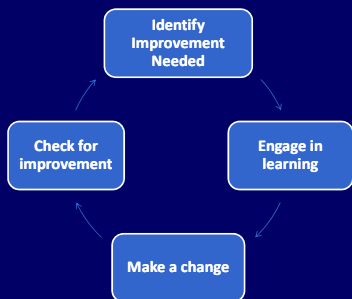 Identify
Improvement
Needed
Engage in
learning
Make a change
Check for
improvement